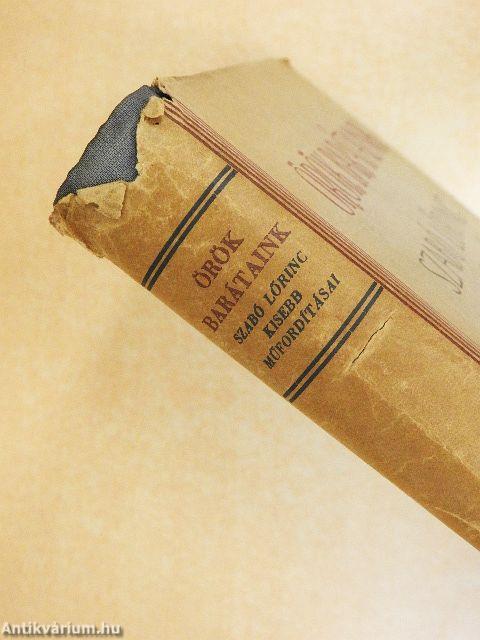 ÖRÖK
BARÁTAINK
SZABÓ LŐRINC
KISEBB
MŰFORDÍTÁSAI
Antikvárium.hu